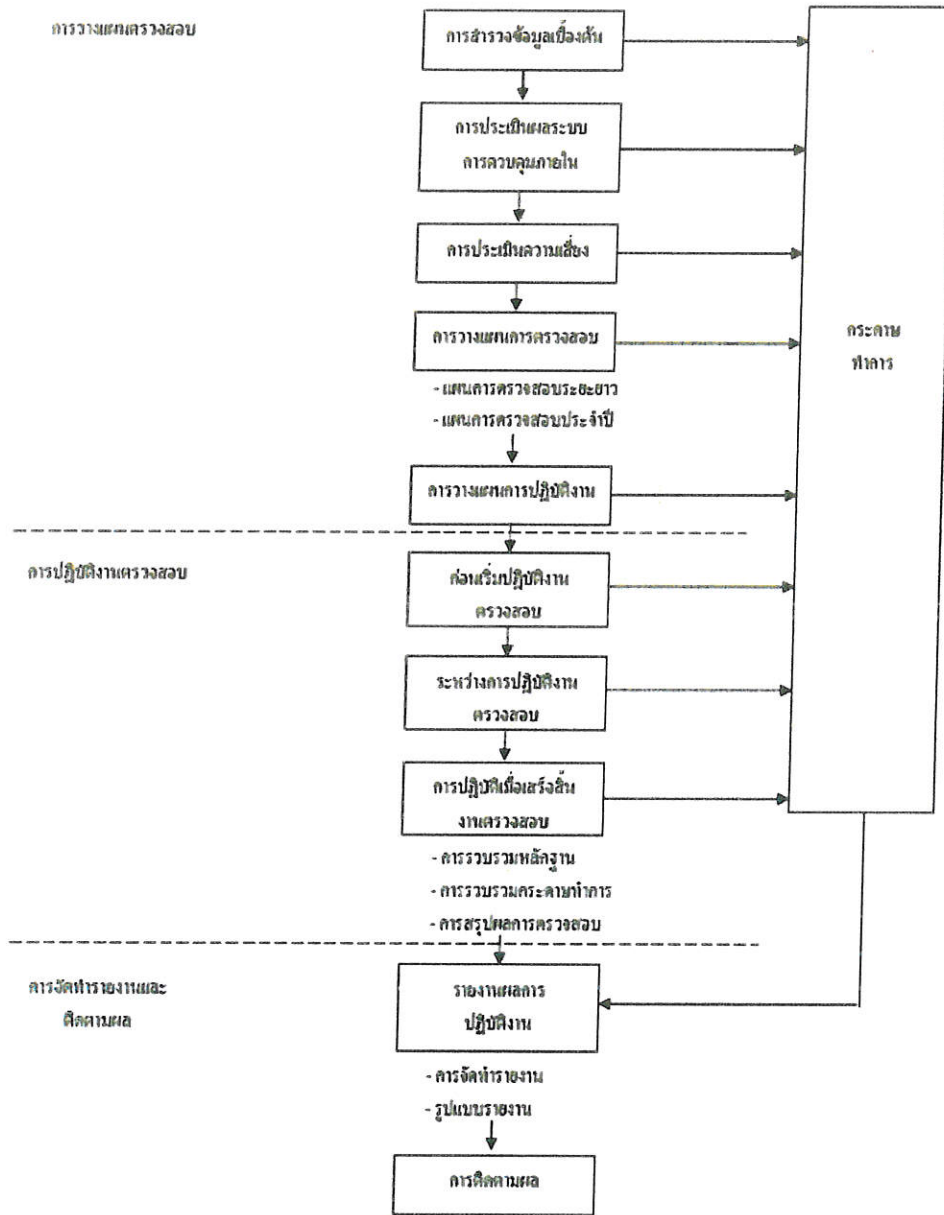 การวางแผนตรวจสอบ
การสำรวจข้อมูลเบื้องต้น
การประเมินผลระบบ
การควบคุมภายใน
การประเมินความเสี่ยง
การวางแผนการตรวจสอบ
- แผนการตรวจสอบระยะยาว
- แผนการตรวจสอบประจำปี
การวางแผนการปฏิบัติงาน
กระดาษ
ทำการ
การปฏิบัติงานตรวจสอบ
ก่อนเริ่มปฏิบัติงาน
ตรวจสอบ
ระหว่างการปฏิบัติงาน
ตรวจสอบ
การปฏิบัติเมื่อเสร็จสิ้น
งานตรวจสอบ
- การรวบรวมหลักฐาน
- การรวบรวมกระดาษทำการ
- การสรุปผลการตรวจสอบ
การจัดทำรายงานและ
ติดตามผล
รายงานผลการ
ปฏิบัติงาน
- การจัดทำรายงาน
- รูปแบบรายงาน
การติดตามผล